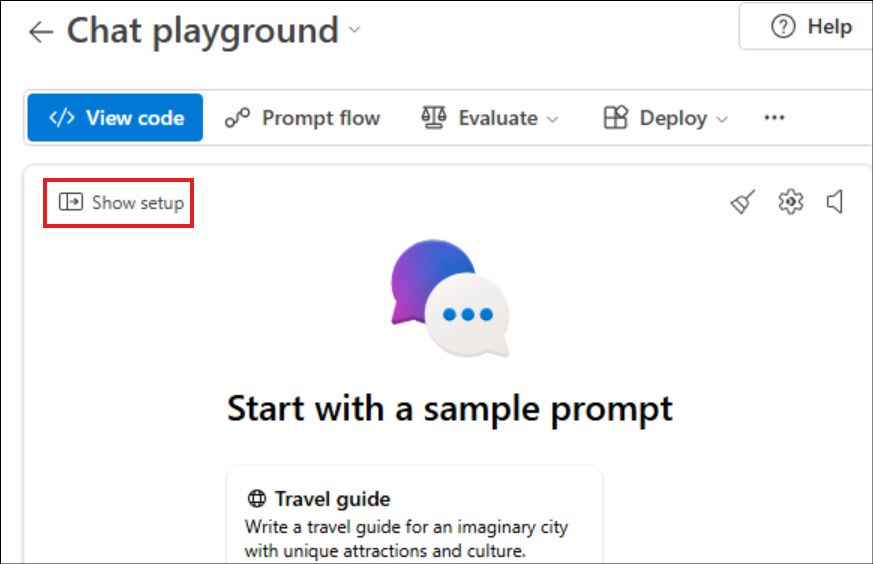 Chat playground
Help
View code
Prompt flow
Evaluate
Deploy
Show setup
Start with a sample prompt
Travel guide
Write a travel guide for an imaginary city
with unique attractions and culture.